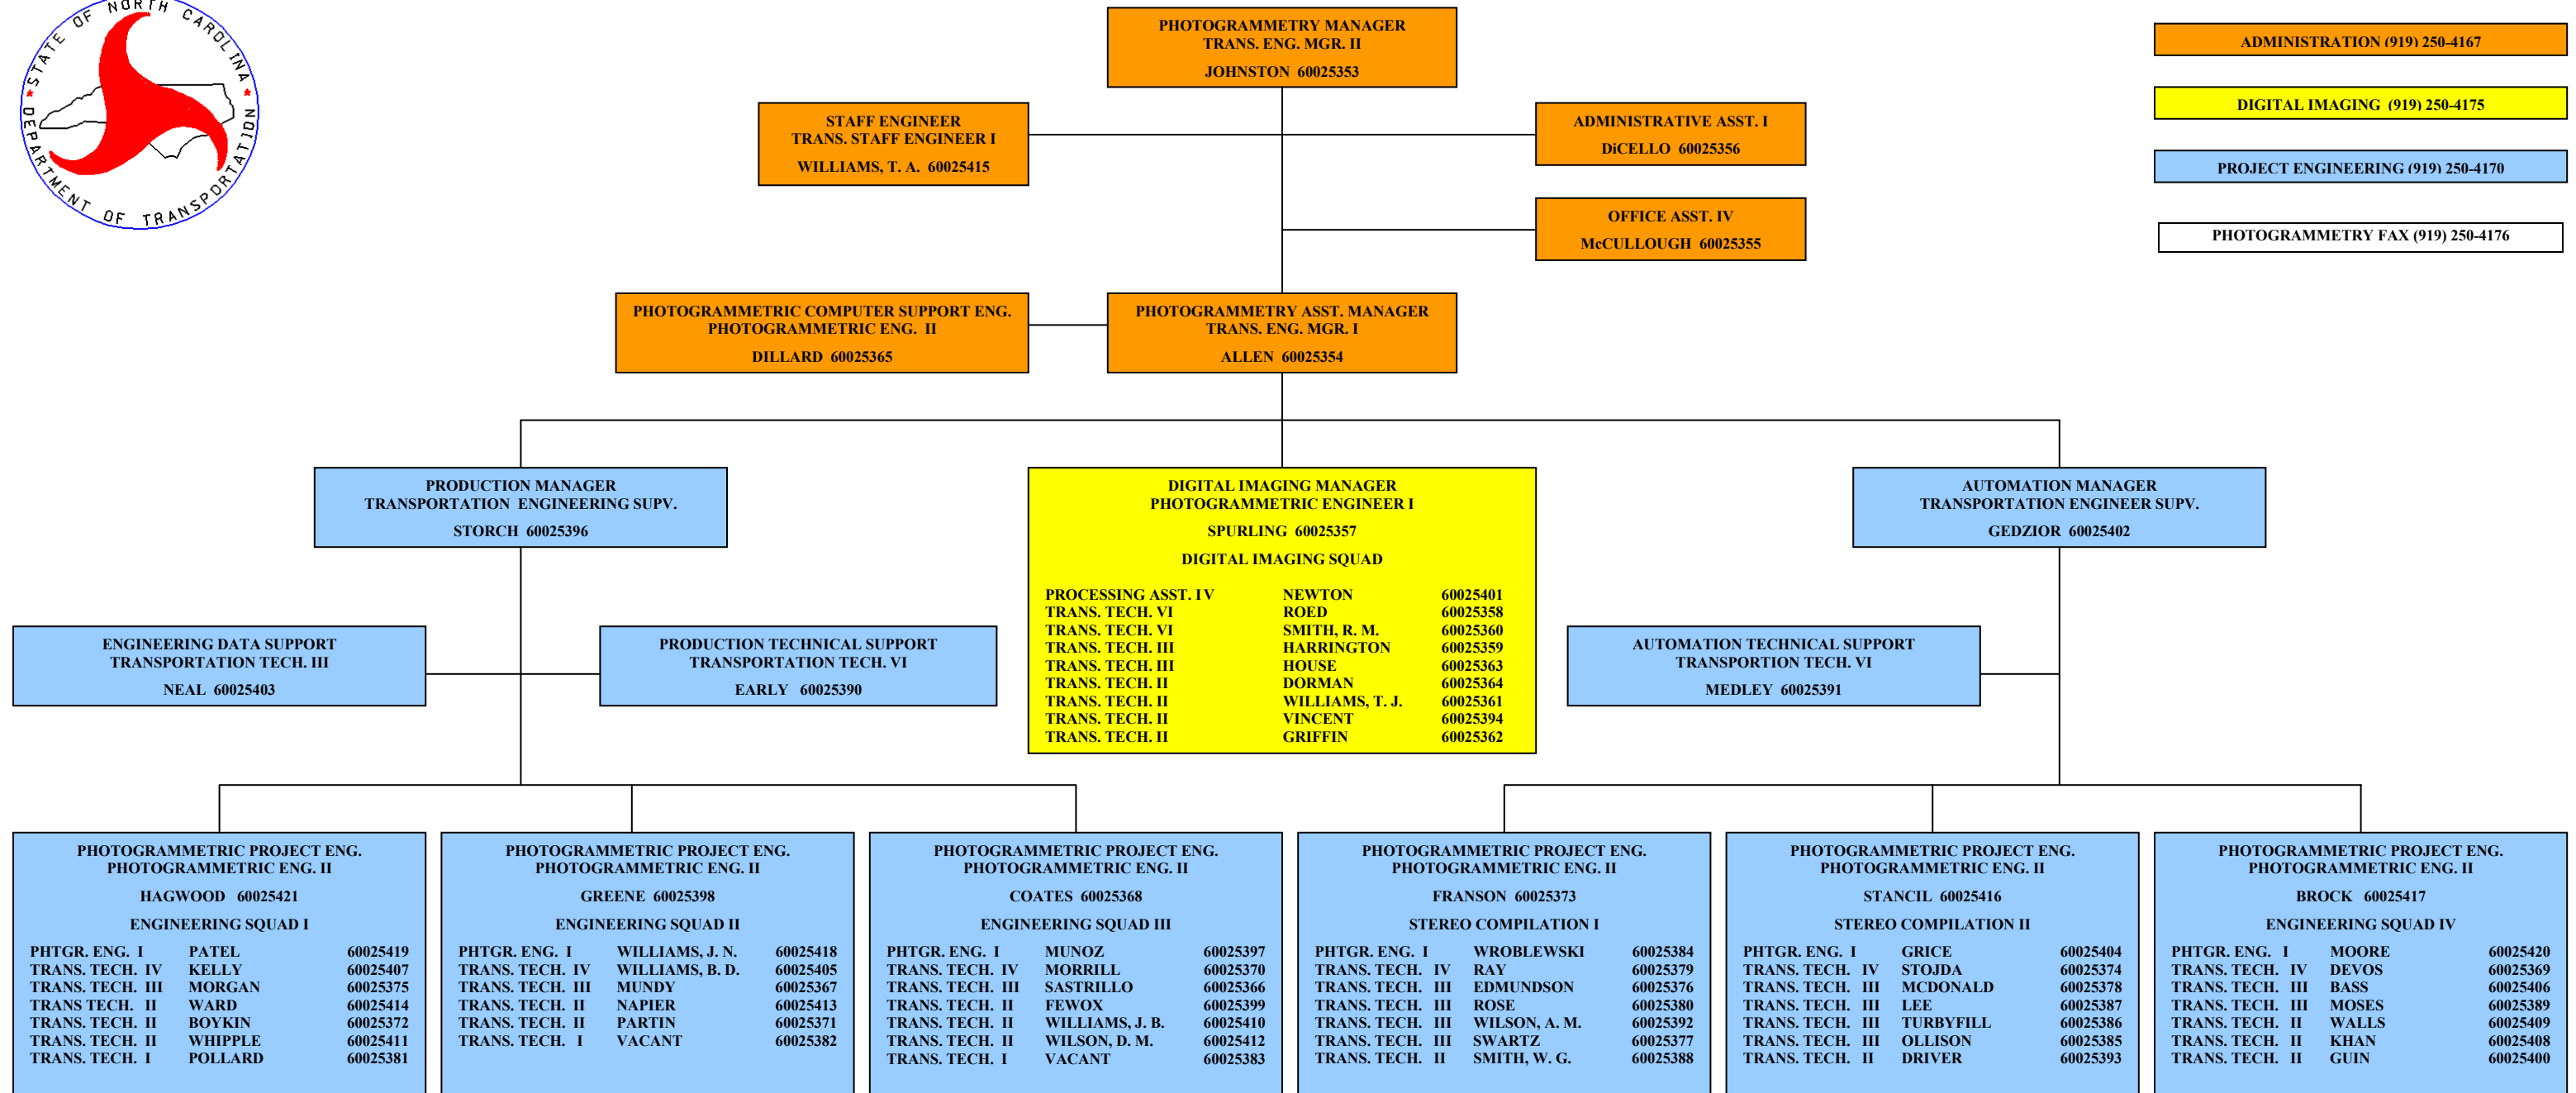 STATE OF NORTH CAROLINA
DEPARTMENT OF TRANSPORTATION
PHOTOGRAMMETRY MANAGER
TRANS. ENG. MGR. II
JOHNSTON 60025353
ADMINISTRATION (919) 250-4167
DIGITAL IMAGING (919) 250-4175
PROJECT ENGINEERING (919) 250-4170
PHOTOGRAMMETRY FAX (919) 250-4176
STAFF ENGINEER
TRANS. STAFF ENGINEER I
WILLIAMS, T. A. 60025415
ADMINISTRATIVE ASST. I
DiCELLO 60025356
OFFICE ASST. IV
McCULLOUGH 60025355
PHOTOGRAMMETRIC COMPUTER SUPPORT ENG.
PHOTOGRAMMETRIC ENG. II
DILLARD 60025365
PHOTOGRAMMETRY ASST. MANAGER
TRANS. ENG. MGR. I
ALLEN 60025354
PRODUCTION MANAGER
TRANSPORTATION ENGINEERING SUPV.
STORCH 60025396
DIGITAL IMAGING MANAGER
PHOTOGRAMMETRIC ENGINEER I
SPURLING 60025357
DIGITAL IMAGING SQUAD
PROCESSING ASST. IV NEWTON 60025401
TRANS. TECH. VI ROED 60025358
TRANS. TECH. VI SMITH, R. M. 60025360
TRANS. TECH. III HARRINGTON 60025359
TRANS. TECH. III HOUSE 60025363
TRANS. TECH. II DORMAN 60025364
TRANS. TECH. II WILLIAMS, T. J. 60025361
TRANS. TECH. II VINCENT 60025394
TRANS. TECH. II GRIFFIN 60025362
AUTOMATION MANAGER
TRANSPORTATION ENGINEER SUPV.
GEDZIOR 60025402
ENGINEERING DATA SUPPORT
TRANSPORTATION TECH. III
NEAL 60025403
PRODUCTION TECHNICAL SUPPORT
TRANSPORTATION TECH. VI
EARLY 60025390
AUTOMATION TECHNICAL SUPPORT
TRANSPORTION TECH. VI
MEDLEY 60025391
PHOTOGRAMMETRIC PROJECT ENG.
PHOTOGRAMMETRIC ENG. II
HAGWOOD 60025421
ENGINEERING SQUAD I
PHTGR. ENG. I PATEL 60025419
TRANS. TECH. IV KELLY 60025407
TRANS. TECH. III MORGAN 60025375
TRANS TECH. II WARD 60025414
TRANS. TECH. II BOYKIN 60025372
TRANS. TECH. II WHIPPLE 60025411
TRANS. TECH. I POLLARD 60025381
PHOTOGRAMMETRIC PROJECT ENG.
PHOTOGRAMMETRIC ENG. II
GREENE 60025398
ENGINEERING SQUAD II
PHTGR. ENG. I WILLIAMS, J. N. 60025418
TRANS. TECH. IV WILLIAMS, B. D. 60025405
TRANS. TECH. III MUNDY 60025367
TRANS. TECH. II NAPIER 60025413
TRANS. TECH. II PARTIN 60025371
TRANS. TECH. I VACANT 60025382
PHOTOGRAMMETRIC PROJECT ENG.
PHOTOGRAMMETRIC ENG. II
COATES 60025368
ENGINEERING SQUAD III
PHTGR. ENG. I MUNOZ 60025397
TRANS. TECH. IV MORRILL 60025370
TRANS. TECH. III SASTRILLO 60025366
TRANS. TECH. II FEWOX 60025399
TRANS. TECH. II WILLIAMS, J. B. 60025410
TRANS. TECH. II WILSON, D. M. 60025412
TRANS. TECH. I VACANT 60025383
PHOTOGRAMMETRIC PROJECT ENG.
PHOTOGRAMMETRIC ENG. II
FRANSON 60025373
STEREO COMPILATION I
PHTGR. ENG. I WROBLEWSKI 60025384
TRANS. TECH. IV RAY 60025379
TRANS. TECH. III EDMUNDSON 60025376
TRANS. TECH. III ROSE 60025380
TRANS. TECH. III WILSON, A. M. 60025392
TRANS. TECH. III SWARTZ 60025377
TRANS. TECH. II SMITH, W. G. 60025388
PHOTOGRAMMETRIC PROJECT ENG.
PHOTOGRAMMETRIC ENG. II
STANCIL 60025416
STEREO COMPILATION II
PHTGR. ENG. I GRICE 60025404
TRANS. TECH. IV STOJDA 60025374
TRANS. TECH. III MCDONALD 60025378
TRANS. TECH. III LEE 60025387
TRANS. TECH. III TURBYFILL 60025386
TRANS. TECH. III OLLISON 60025385
TRANS. TECH. II DRIVER 60025393
PHOTOGRAMMETRIC PROJECT ENG.
PHOTOGRAMMETRIC ENG. II
BROCK 60025417
ENGINEERING SQUAD IV
PHTGR. ENG. I MOORE 60025420
TRANS. TECH. IV DEVOS 60025369
TRANS. TECH. III BASS 60025406
TRANS. TECH. III MOSES 60025389
TRANS. TECH. II WALLS 60025409
TRANS. TECH. II KHAN 60025408
TRANS. TECH. II GUIN 60025400